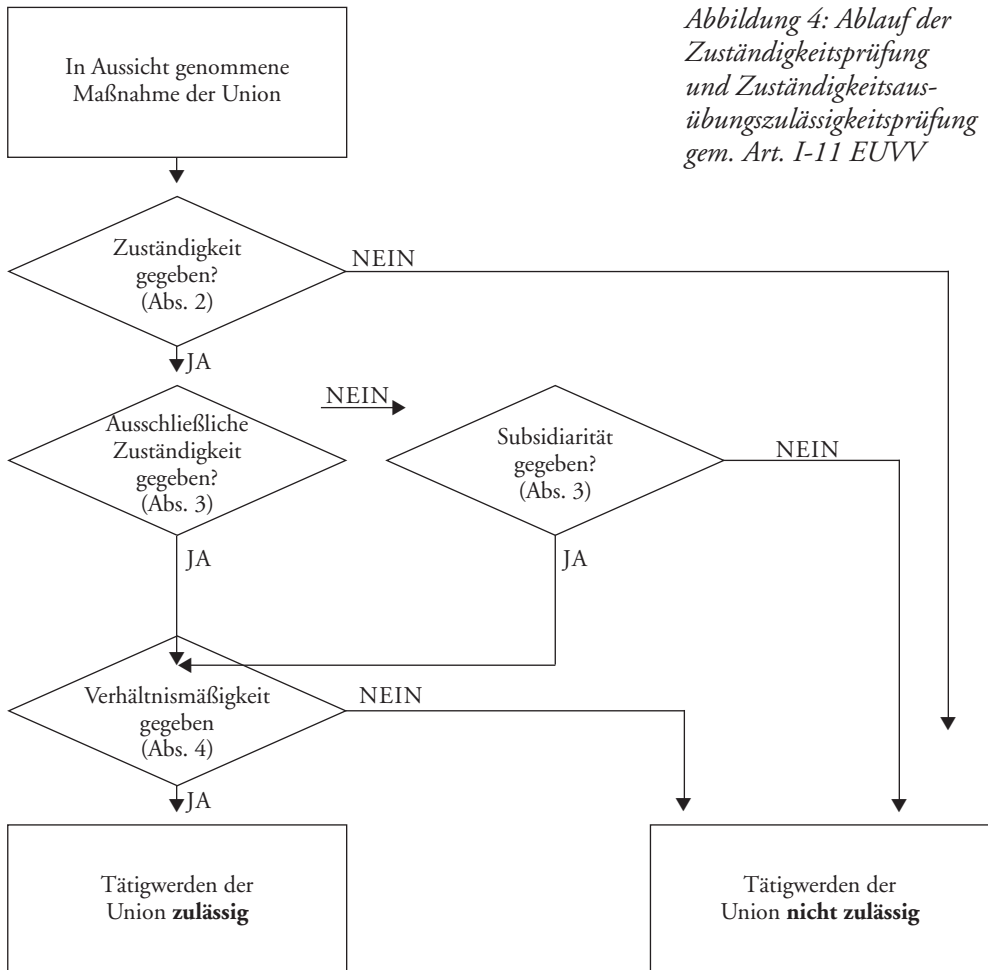 Abbildung 4: Ablauf der
Zuständigkeitsprüfung
und Zuständigkeitsaus-
übungszulässigkeitsprüfung
gem. Art. I-11 EUVV
In Aussicht genommene
Maßnahme der Union
Zuständigkeit
gegeben?
(Abs. 2)
NEIN
JA
Ausschließliche
Zuständigkeit
gegeben?
(Abs. 3)
NEIN
Subsidiarität
gegeben?
(Abs. 3)
NEIN
JA
JA
Verhältnismäßigkeit
gegeben
(Abs. 4)
NEIN
JA
Tätigwerden der
Union zulässig
Tätigwerden der
Union nicht zulässig